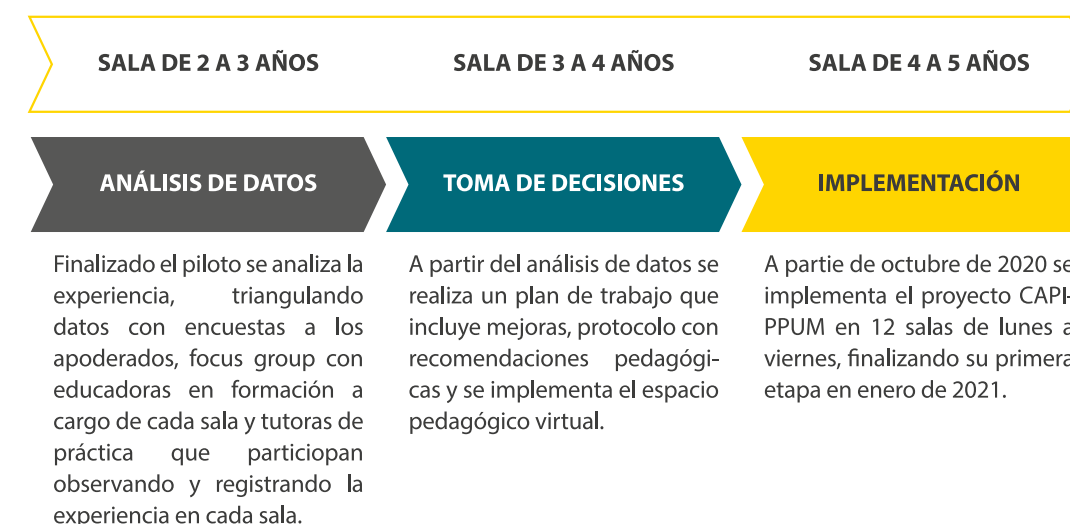 SALA DE 2 A 3 AÑOS
SALA DE 3 A 4 AÑOS
SALA DE 4 A 5 AÑOS
ANÁLISIS DE DATOS
TOMA DE DECISIONES
IMPLEMENTACIÓN
Finalizado el piloto se analiza la
experiencia, triangulando
datos con encuestas a los
apoderados, focus group con
educadoras en formación a
cargo de cada sala y tutoras de
práctica que particiopan
observando y registrando la
experiencia en cada sala.
A partir del análisis de datos se
realiza un plan de trabajo que
incluye mejoras, protocolo con
recomendaciones pedagógi-
cas y se implementa el espacio
pedagógico virtual.
A partie de octubre de 2020 se
implementa el proyecto CAPI-
PPUM en 12 salas de lunes a
viernes, finalizando su primera
etapa en enero de 2021.